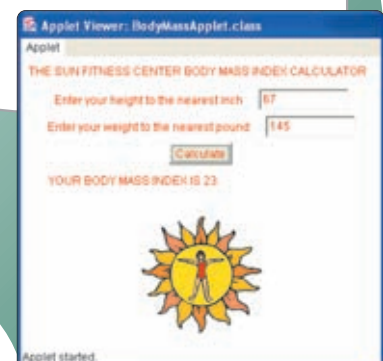 Applet Viewer: BodyMassApplet.class
Applet
THE SUN FITNESS CENTER BODY MASS INDEX CALCULATOR
Enter your height to the nearest inch 67
Enter your weight to the nearest pound 145
Calculate
YOUR BODY MASS INDEX IS 23
Applet started.